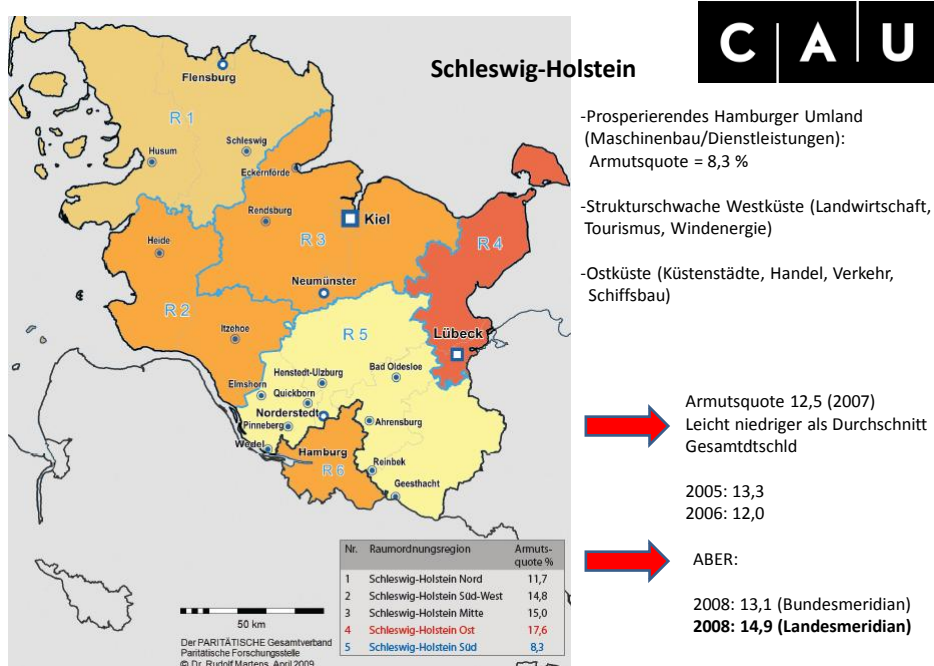 Schleswig-Holstein
C A U
-Prosperierendes Hamburger Umland
(Maschinenbau/Dienstleistungen):
Armutsquote = 8,3 %
-Strukturschwache Westküste (Landwirtschaft,
Tourismus, Windenergie)
-Ostküste (Küstenstädte, Handel, Verkehr,
Schiffsbau)
Armutsquote 12,5 (2007)
Leicht niedriger als Durchschnitt
Gesamtdtschld
2005: 13,3
2006: 12,0
ABER:
2008: 13,1 (Bundesmeridian)
2008: 14,9 (Landesmeridian)
Flensburg
R 1
Schleswig
Husum
Eckernförde
Rendsburg
Kiel
Heide
R 3
R 4
Neumünster
R 2
Itzehoe
R 5
Lübeck
Henstedt-Ulzburg
Bad Oldesloe
Elmshorn
Quickborn
Norderstedt
Pinneberg
Ahrensburg
Wedel
Hamburg
R 6
Reinbek
Geesthacht
Nr. Raumordnungsregion Armuts-
quote %
1 Schleswig-Holstein Nord 11,7
2 Schleswig-Holstein Süd-West 14,8
3 Schleswig-Holstein Mitte 15,0
4 Schleswig-Holstein Ost 17,6
5 Schleswig-Holstein Süd 8,3
50 km
Der PARITÄTISCHE Gesamtverband
Paritätische Forschungsstelle
© Dr. Rudolf Martens, April 2009